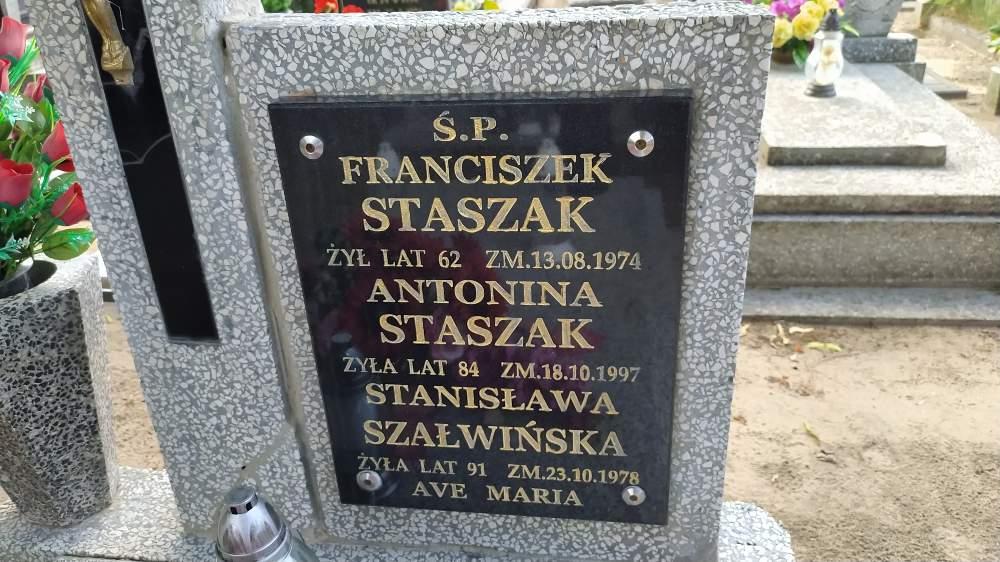 Ś.P.
FRANCISZEK
STASZAK
ŻYŁ LAT 62 ZM.13.08.1974
ANTONINA
STASZAK
ŻYŁA LAT 84 ZM.18.10.1997
STANISŁAWA
SZAŁWIŃSKA
ŻYŁA LAT 91 ZM.23.10.1978
AVE MARIA